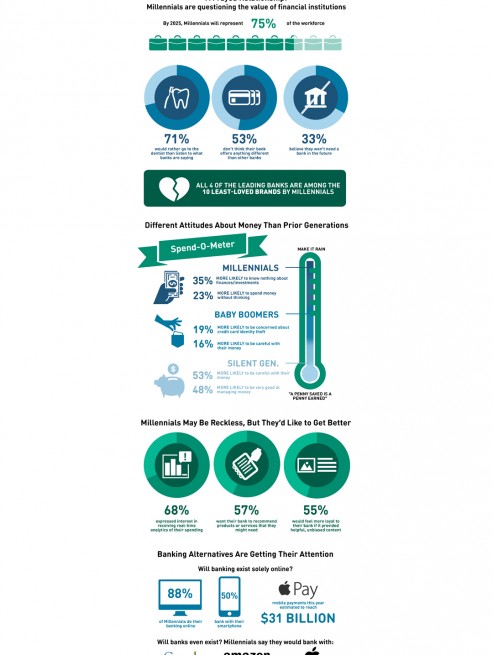 Millennials are questioning the value of financial institutions
By 2025, Millennials will represent 75% of the workforce
71%
would rather go to the
dentist than listen to what
banks are saying
53%
don't think their bank
offers anything different
than other banks
33%
believe they won't need a
bank in the future
ALL 4 OF THE LEADING BANKS ARE AMONG THE
10 LEAST-LOVED BRANDS BY MILLENNIALS
Different Attitudes About Money Than Prior Generations
Spend-O-Meter
MAKE IT RAIN
MILLENNIALS
35% MORE LIKELY to know nothing about
finances/investments
23% MORE LIKELY to spend money
without thinking
BABY BOOMERS
19% MORE LIKELY to be concerned about
credit card identity theft
16% MORE LIKELY to be careful with
their money
SILENT GEN.
53% MORE LIKELY to be careful with their
money
48% MORE LIKELY to be very good at
managing money
"A PENNY SAVED IS A
PENNY EARNED"
Millennials May Be Reckless, But They'd Like to Get Better
68%
expressed interest in
receiving real-time
analytics of their spending
57%
want their bank to recommend
products or services that they
might need
55%
would feel more loyal to
their bank if it provided
helpful, unbiased content
Banking Alternatives Are Getting Their Attention
Will banking exist solely online?
88%
of Millennials do their
banking online
50%
bank with their
smartphone
Pay
mobile payments this year
estimated to reach
$31 BILLION
Will banks even exist? Millennials say they would bank with:
amazon